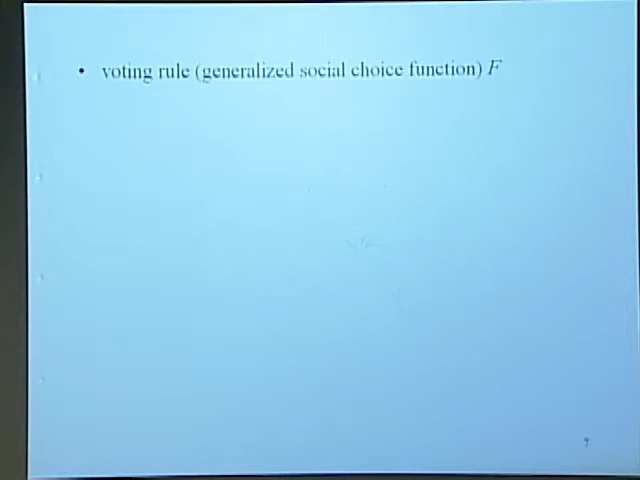 • voting rule (generalized social choice function) F